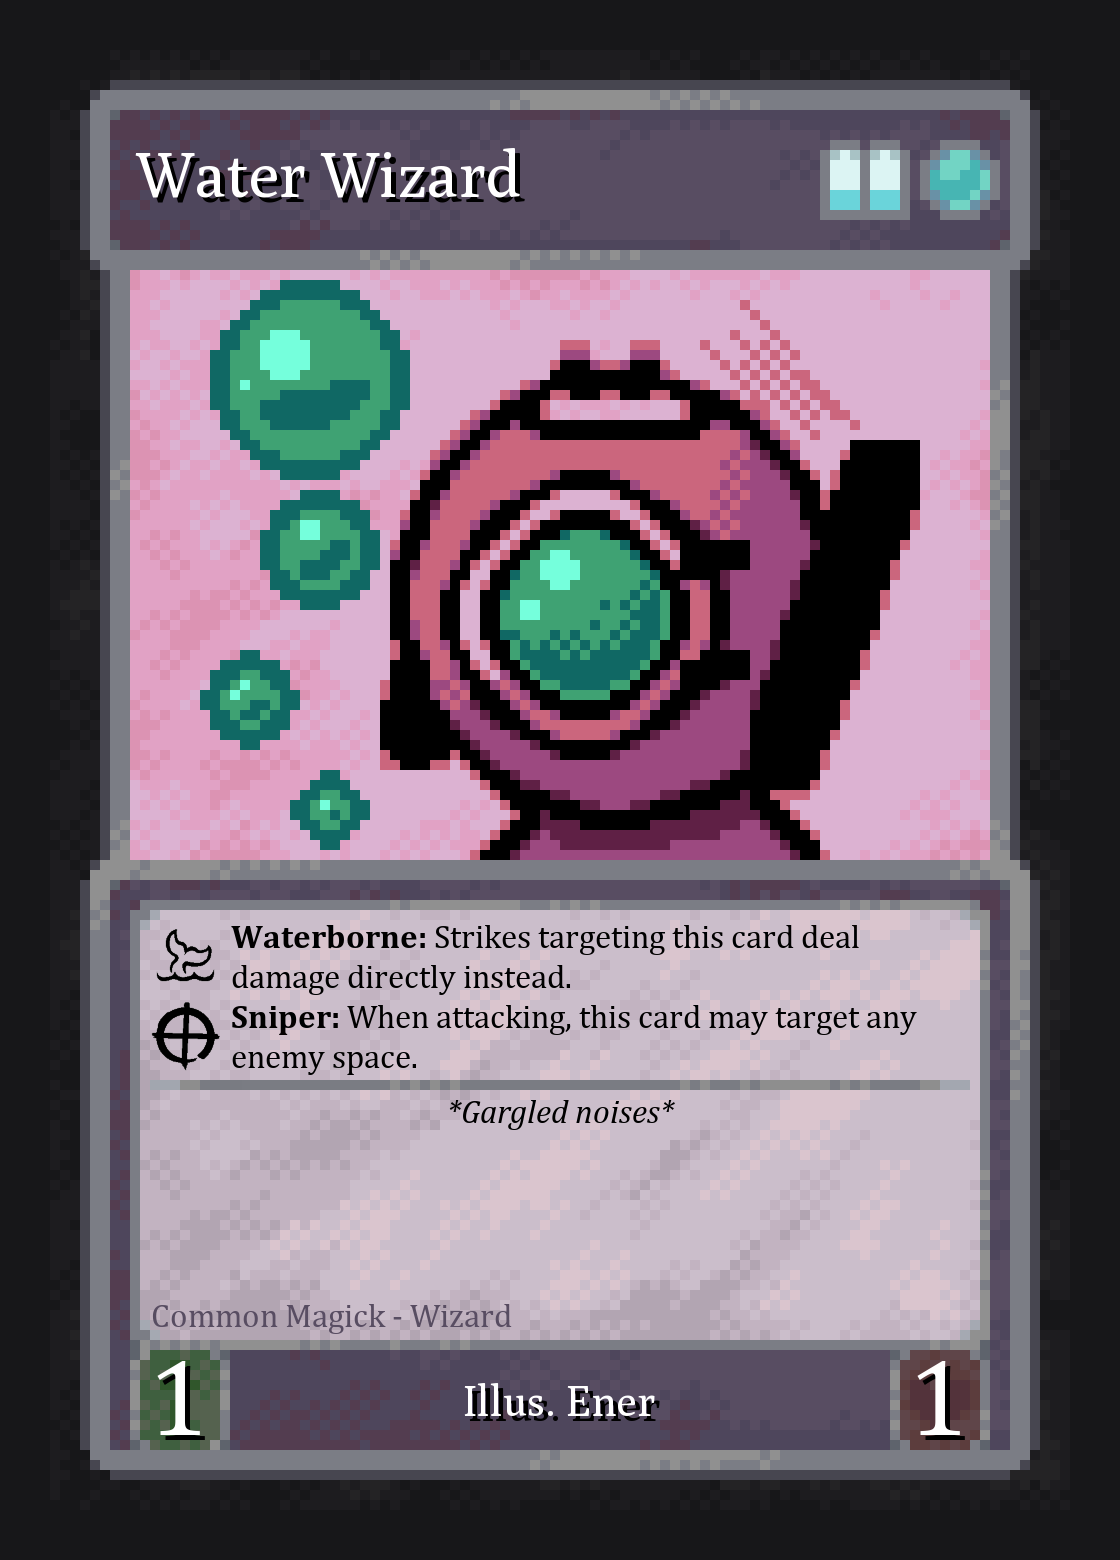 Water Wizard
Waterborne: Strikes targeting this card deal
damage directly instead.
Sniper: When attacking, this card may target any
enemy space.
*Gargled noises*
Common Magick - Wizard
1
Illus. Ener
1